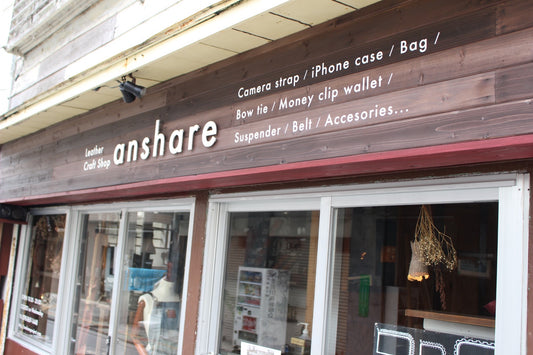 Leather
Craft Shop
anshare
Camera strap / iPhone case / Bag /
Bow tie / Money clip wallet /
Suspender / Belt / Accesories...